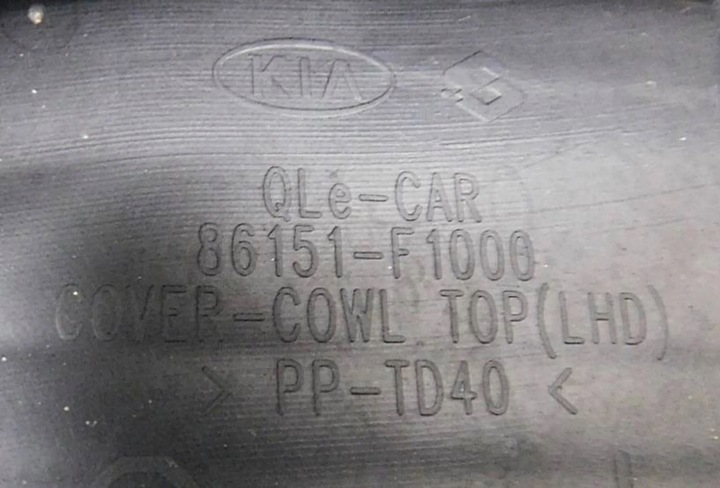 KIA
QLe-CAR
86151-F1000
COVER-COWL TOP(LHD)
> PP-TD40 <